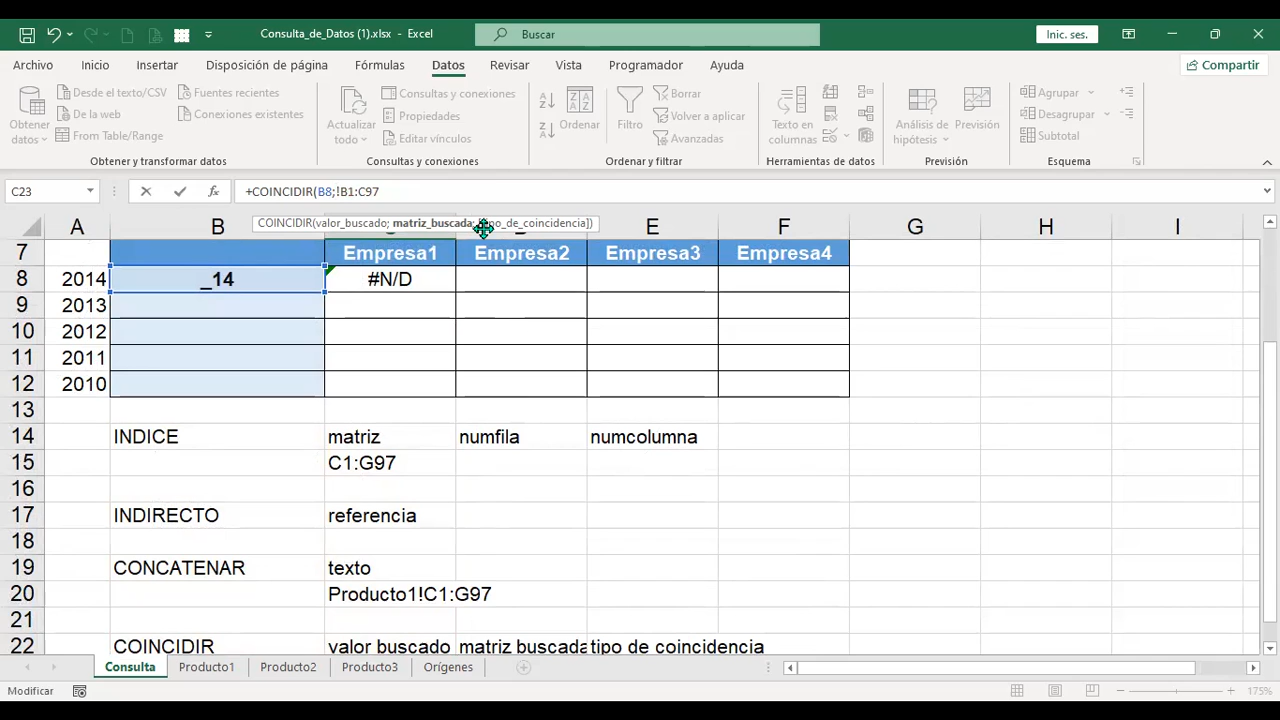 Consulta_de_Datos (1).xlsx - Excel
Buscar
Inic. ses.
Archivo Inicio Insertar Disposición de página Fórmulas Datos Revisar Vista Programador Ayuda Compartir
Obtener datos
Desde el texto/CSV
De la web
From Table/Range
Fuentes recientes
Conexiones existentes
Obtener y transformar datos
Actualizar todo
Consultas y conexiones
Propiedades
Editar vínculos
Consultas y conexiones
Ordenar
Filtro
Borrar
Volver a aplicar
Avanzadas
Ordenar y filtrar
Texto en columnas
Herramientas de datos
Análisis de hipótesis
Previsión
Previsión
Agrupar
Desagrupar
Subtotal
Esquema
C23 fx +COINCIDIR(B8;!B1:C97
COINCIDIR(valor_buscado; matriz_buscada; [tipo_de_coincidencia])
A B C D E F G H I
7 Empresa1 Empresa2 Empresa3 Empresa4
8 2014 _14 #N/D
9 2013
10 2012
11 2011
12 2010
13
14 INDICE matriz numfila numcolumna
15 C1:G97
16
17 INDIRECTO referencia
18
19 CONCATENAR texto
20 Producto1!C1:G97
21
22 COINCIDIR valor buscado matriz buscada tipo de coincidencia
Consulta Producto1 Producto2 Producto3 Orígenes
Modificar 175%